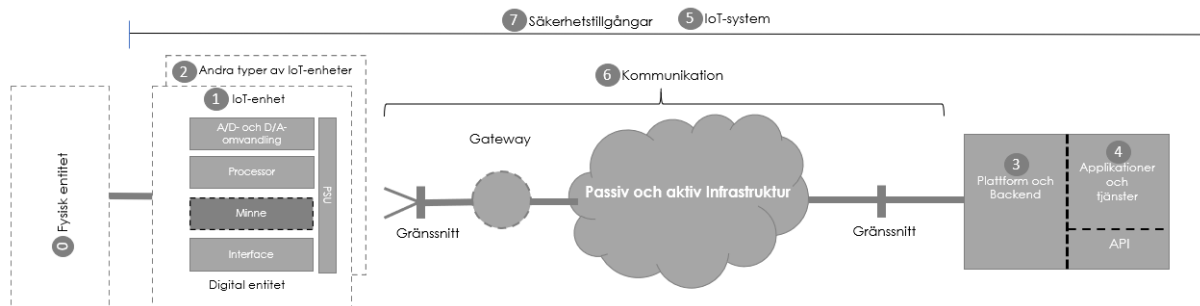 7 Säkerhetstillgångar 5 IoT-system
2 Andra typer av IoT-enheter
6 Kommunikation
1 IoT-enhet
A/D- och D/A-
omvandling
Processor
Minne
Interface
PSU
Digital entitet
0 Fysisk entitet
Gateway
Gränssnitt
Passiv och aktiv Infrastruktur
Gränssnitt
3
Plattform och
Backend
4
Applikationer
och
tjänster
API